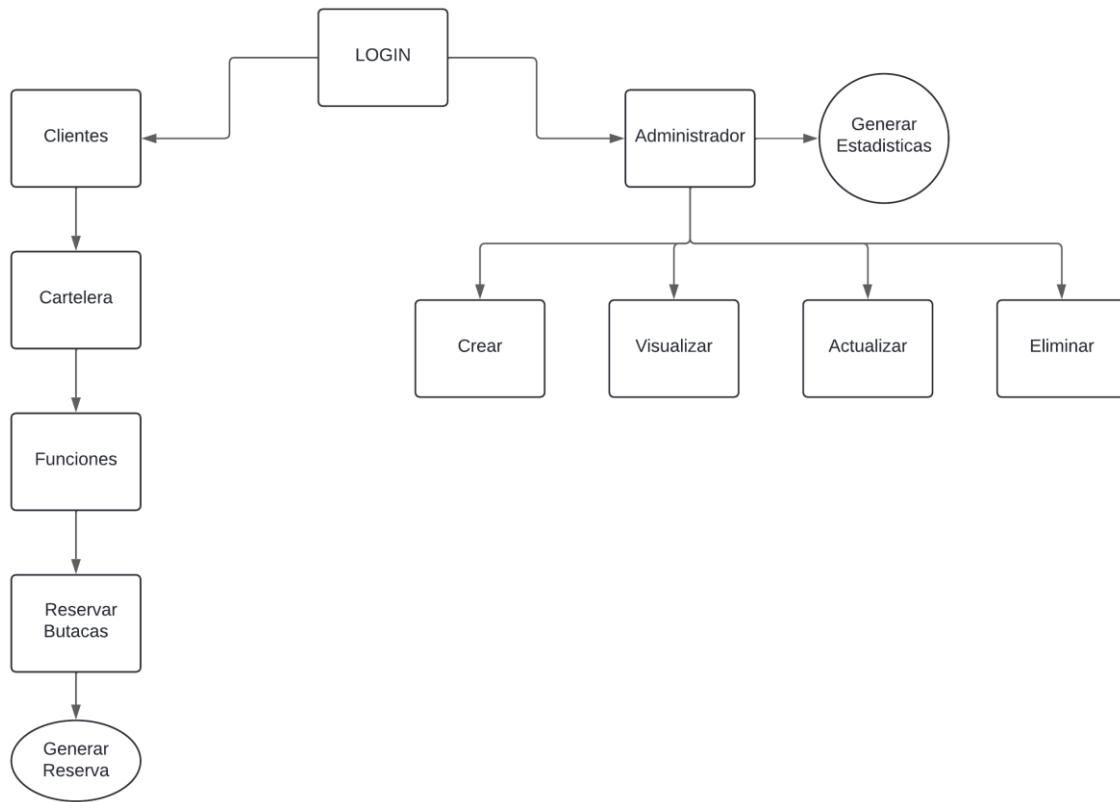 LOGIN
Clientes
Administrador
Generar
Estadisticas
Cartelera
Crear
Visualizar
Actualizar
Eliminar
Funciones
Reservar
Butacas
Generar
Reserva